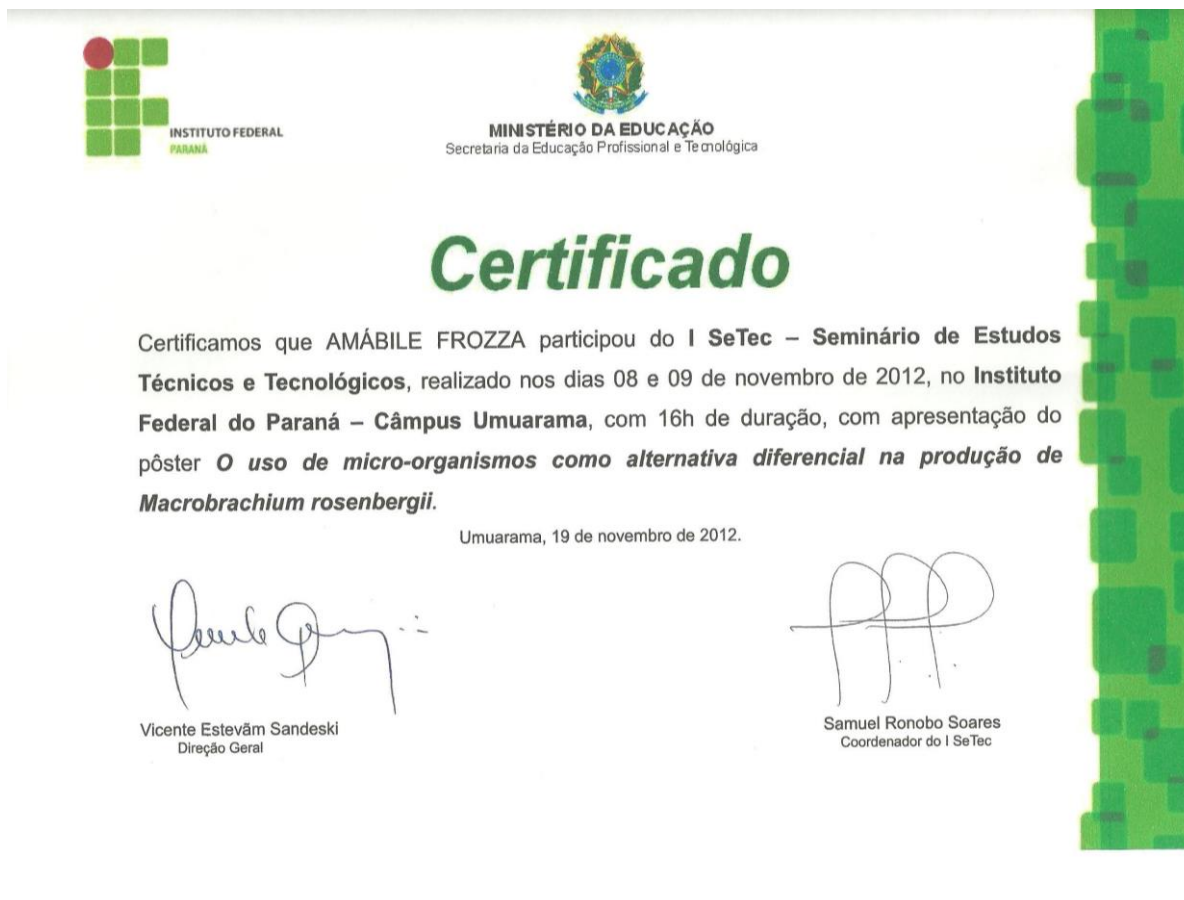 INSTITUTO FEDERAL
PARANÁ
MINISTÉRIO DA EDUCAÇÃO
Secretaria da Educação Profissional e Tecnológica
Certificado
Certificamos que AMÁBILE FROZZA participou do I SeTec – Seminário de Estudos
Técnicos e Tecnológicos, realizado nos dias 08 e 09 de novembro de 2012, no Instituto
Federal do Paraná – Câmpus Umuarama, com 16h de duração, com apresentação do
pôster O uso de micro-organismos como alternativa diferencial na produção de
Macrobrachium rosenbergii.
Umuarama, 19 de novembro de 2012.
Vicente Estevãm Sandeski
Direção Geral
Samuel Ronobo Soares
Coordenador do I SeTec